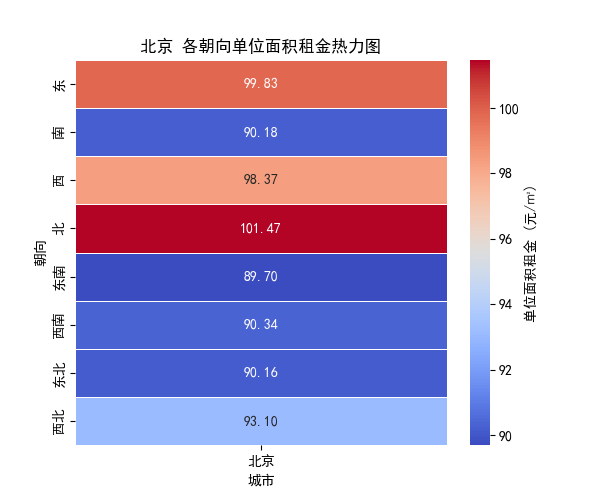 北京 各朝向单位面积租金热力图
东
99.83
南
90.18
西
98.37
北
101.47
东南
89.70
西南
90.34
东北
90.16
西北
93.10
朝向
北京
城市
100
98
96
94
92
90
单位面积租金（元/㎡）